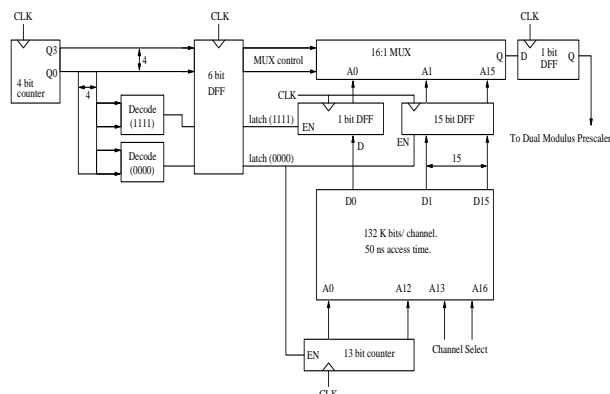 CLK
CLK
CLK
Q3
Q0
4
4 bit
counter
4
6 bit
DFF
MUX control
16:1 MUX
A0
A1
A15
Q
D
1 bit
DFF
Q
To Dual Modulus Prescaler
CLK
Decode
(1111)
latch (1111)
EN
1 bit DFF
15 bit DFF
EN
Decode
(0000)
latch (0000)
D
15
D0
D1
D15
132 K bits/ channel.
50 ns access time.
A0
A12
A13
A16
EN
13 bit counter
Channel Select
CLK